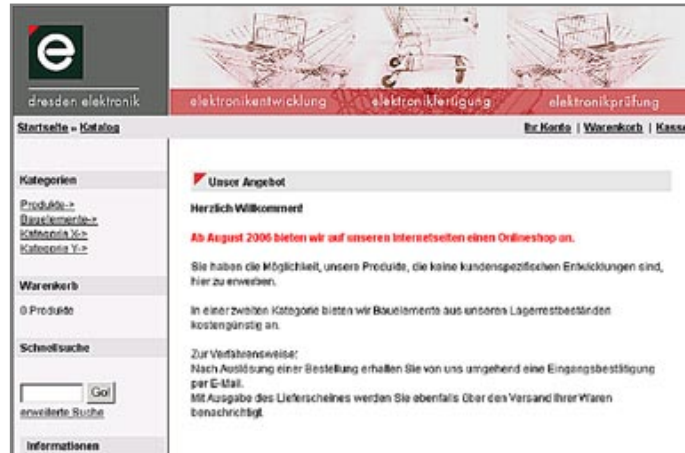 e
dresden elektronik
elektronikentwicklung elektronikfertigung elektronikprüfung
Startseite » Katalog
Ihr Konto | Warenkorb | Kasse
Kategorien
Produkte->
Bauelemente->
Kategorie X->
Kategorie Y->
Warenkorb
0 Produkte
Schnellsuche
Go!
erweiterte Suche
Informationen
Unser Angebot
Herzlich Willkommen!
Ab August 2006 bieten wir auf unseren Internetseiten einen Onlineshop an.
Sie haben die Möglichkeit, unsere Produkte, die keine kundenspezifischen Entwicklungen sind,
hier zu erwerben.
In einer zweiten Kategorie bieten wir Bauelemente aus unseren Lagerrestbeständen
kostengünstig an.
Zur Verfahrensweise:
Nach Auslösung einer Bestellung erhalten Sie von uns umgehend eine Eingangsbestätigung
per E-Mail.
Mit Ausgabe des Lieferscheines werden Sie ebenfalls über den Versand Ihrer Waren
benachrichtigt.